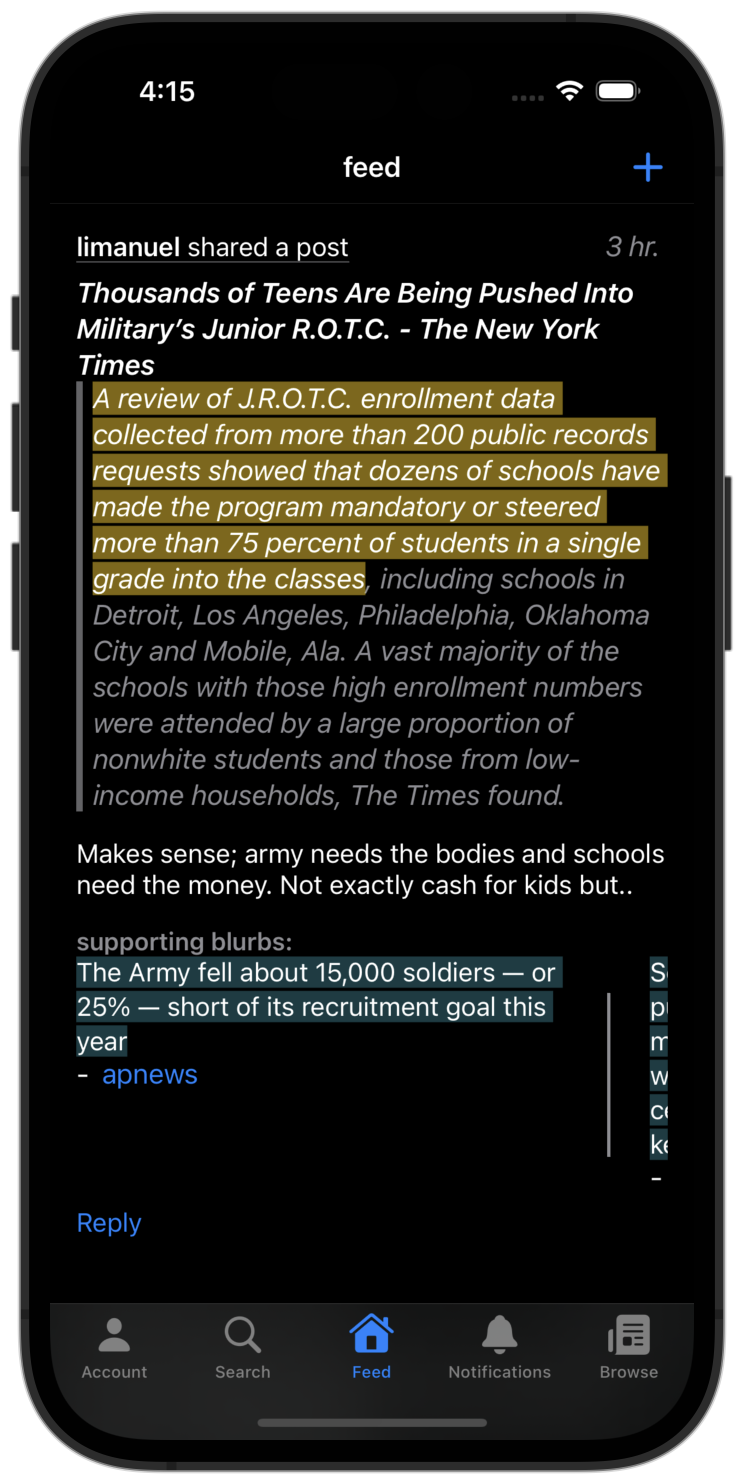 4:15
feed
limanuel shared a post
3 hr.
Thousands of Teens Are Being Pushed Into
Military’s Junior R.O.T.C. - The New York
Times
A review of J.R.O.T.C. enrollment data
collected from more than 200 public records
requests showed that dozens of schools have
made the program mandatory or steered
more than 75 percent of students in a single
grade into the classes, including schools in
Detroit, Los Angeles, Philadelphia, Oklahoma
City and Mobile, Ala. A vast majority of the
schools with those high enrollment numbers
were attended by a large proportion of
nonwhite students and those from low-
income households, The Times found.
Makes sense; army needs the bodies and schools
need the money. Not exactly cash for kids but..
supporting blurbs:
The Army fell about 15,000 soldiers — or
25% — short of its recruitment goal this
year
- apnews
Reply
Account
Search
Feed
Notifications
Browse